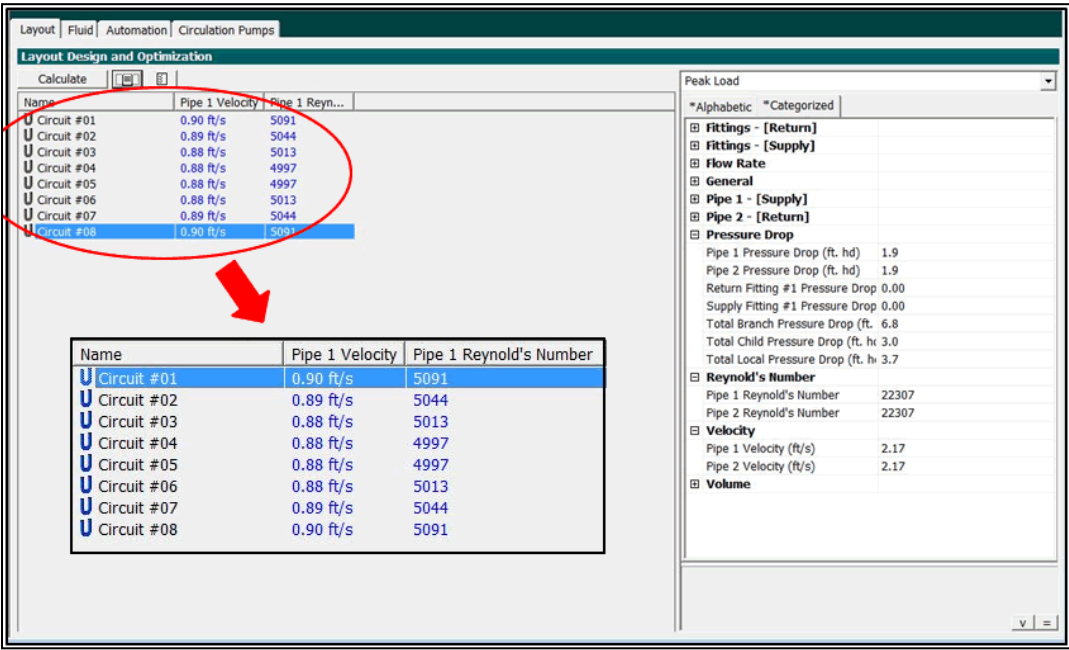 Layout Fluid Automation Circulation Pumps
Layout Design and Optimization
Calculate
Name Pipe 1 Velocity Pipe 1 Reyn...
Circuit #01 0.90 ft/s 5091
Circuit #02 0.89 ft/s 5044
Circuit #03 0.88 ft/s 5013
Circuit #04 0.88 ft/s 4997
Circuit #05 0.88 ft/s 4997
Circuit #06 0.88 ft/s 5013
Circuit #07 0.89 ft/s 5044
Circuit #08 0.90 ft/s 5091
Name Pipe 1 Velocity Pipe 1 Reynold's Number
Circuit #01 0.90 ft/s 5091
Circuit #02 0.89 ft/s 5044
Circuit #03 0.88 ft/s 5013
Circuit #04 0.88 ft/s 4997
Circuit #05 0.88 ft/s 4997
Circuit #06 0.88 ft/s 5013
Circuit #07 0.89 ft/s 5044
Circuit #08 0.90 ft/s 5091
Peak Load
*Alphabetic *Categorized
Fittings - [Return]
Fittings - [Supply]
Flow Rate
General
Pipe 1 - [Supply]
Pipe 2 - [Return]
Pressure Drop
Pipe 1 Pressure Drop (ft. hd) 1.9
Pipe 2 Pressure Drop (ft. hd) 1.9
Return Fitting #1 Pressure Drop 0.00
Supply Fitting #1 Pressure Drop 0.00
Total Branch Pressure Drop (ft. 6.8
Total Child Pressure Drop (ft. hd 3.0
Total Local Pressure Drop (ft. h 3.7
Reynold's Number
Pipe 1 Reynold's Number 22307
Pipe 2 Reynold's Number 22307
Velocity
Pipe 1 Velocity (ft/s) 2.17
Pipe 2 Velocity (ft/s) 2.17
Volume
v =